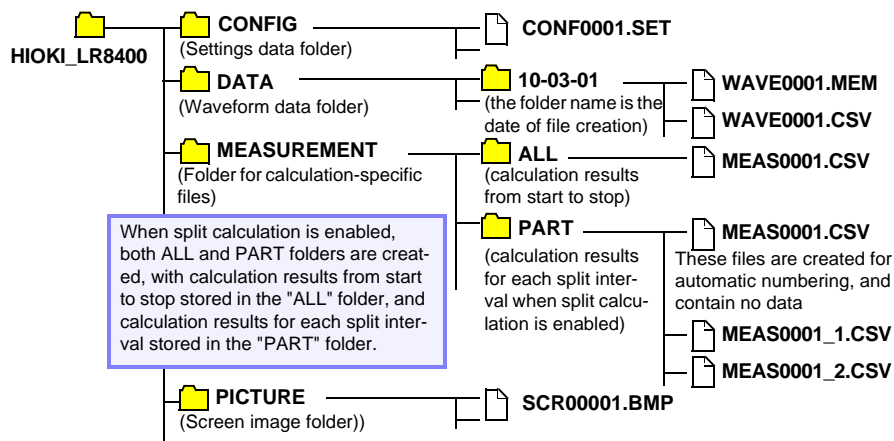 HIOKI_LR8400
CONFIG
(Settings data folder)
CONF0001.SET
DATA
(Waveform data folder)
10-03-01
(the folder name is the
date of file creation)
WAVE0001.MEM
WAVE0001.CSV
MEASUREMENT
(Folder for calculation-specific
files)
ALL
(calculation results
from start to stop)
MEAS0001.CSV
PART
(calculation results
for each split inter-
val when split calcu-
lation is enabled)
MEAS0001.CSV
These files are created for
automatic numbering, and
contain no data
MEAS0001_1.CSV
MEAS0001_2.CSV
When split calculation is enabled,
both ALL and PART folders are creat-
ed, with calculation results from start
to stop stored in the "ALL" folder, and
calculation results for each split inter-
val stored in the "PART" folder.
PICTURE
(Screen image folder))
SCR00001.BMP